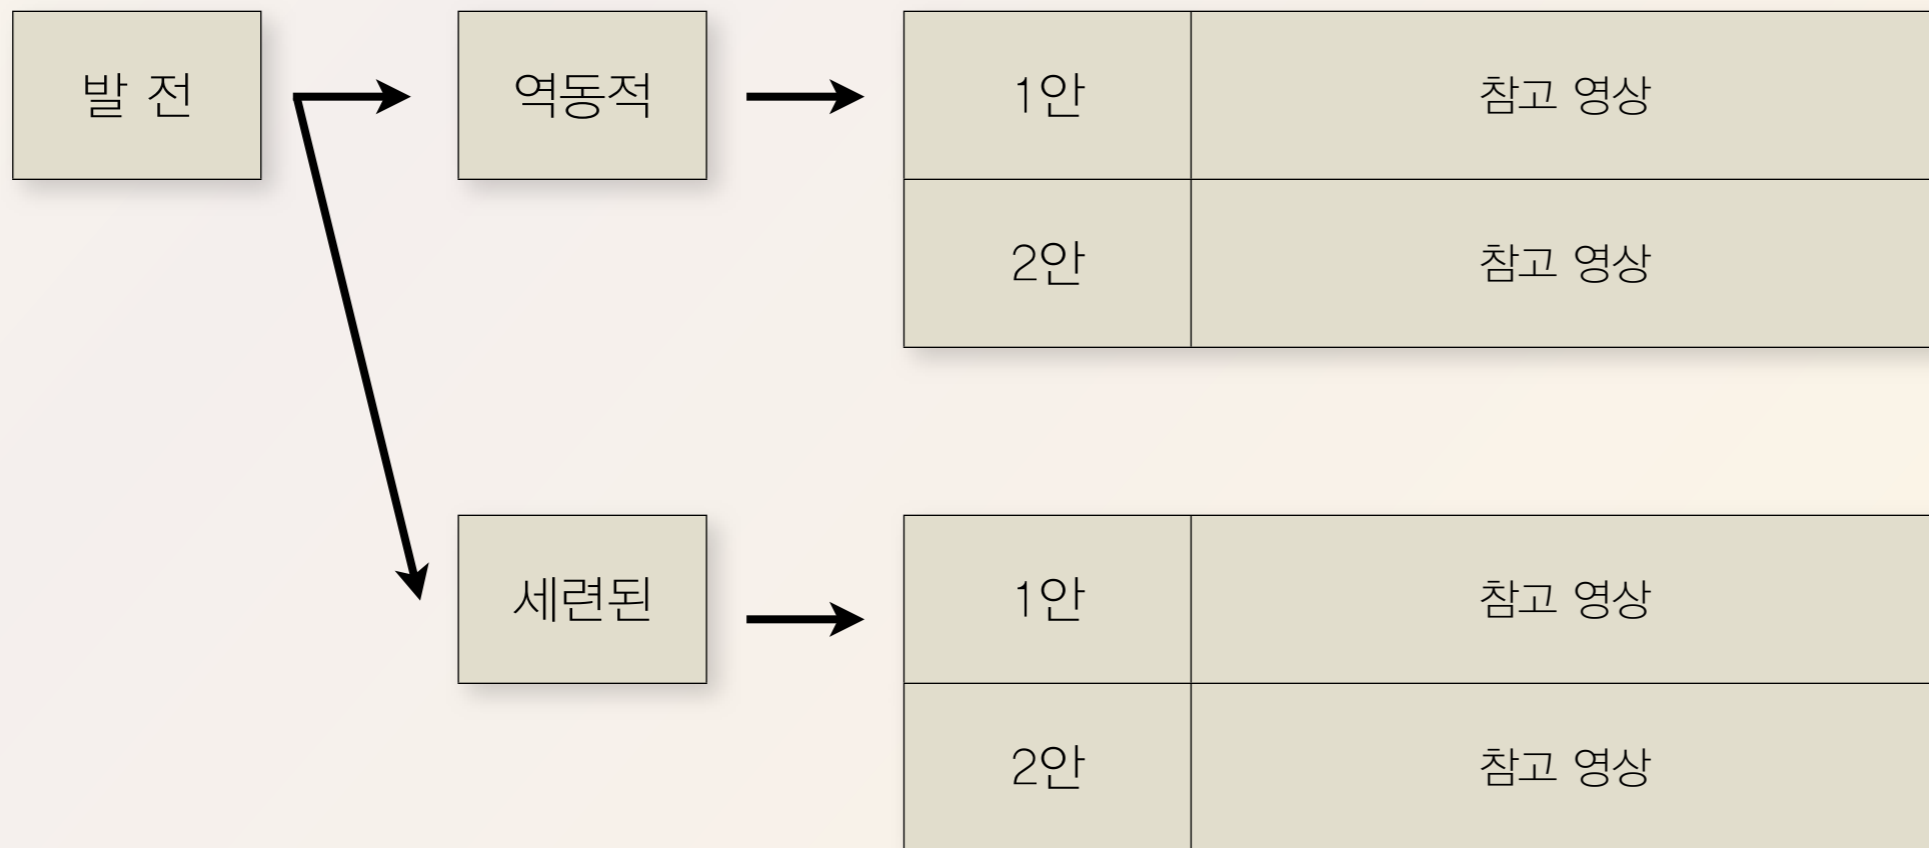 발 전
역동적
1안
참고 영상
2안
참고 영상
세련된
1안
참고 영상
2안
참고 영상